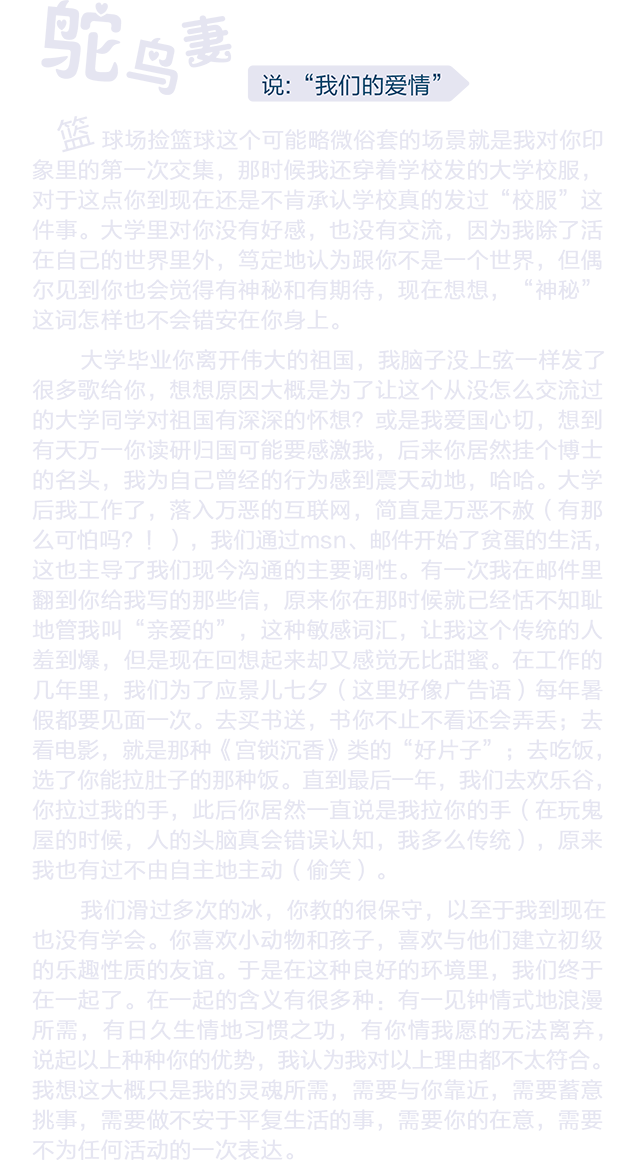 鸵鸟妻
说:“我们的爱情”
篮球场捡篮球这个可能略微俗套的场景就是我对你印
象里的第一次交集，那时候我还穿着学校发的大学校服，
对于这点你到现在还是不肯承认学校真的发过“校服”这
件事。大学里对你没有好感，也没有交流，因为我除了活
在自己的世界里外，笃定地认为跟你不是一个世界，但偶
尔见到你也会觉得有神秘和有期待，现在想想，“神秘”
这词怎样也不会错安在你身上。
大学毕业你离开伟大的祖国，我脑子没上弦一样发了
很多歌给你，想想原因大概是为了让这个从没怎么交流过
的大学同学对祖国有深深的怀想？或是我爱国心切，想到
有天万一你读研归国可能要感激我，后来你居然挂个博士
的名头，我为自己曾经的行为感到震天动地，哈哈。大学
后我工作了，落入万恶的互联网，简直是万恶不赦（有那
么可怕吗？！），我们通过msn、邮件开始了贫蛋的生活，
这也主导了我们现今沟通的主要调性。有一次我在邮件里
翻到你给我写的那些信，原来你在那时候就已经恬不知耻
地管我叫“亲爱的”，这种敏感词汇，让我这个传统的人
羞到爆，但是现在回想起来却又感觉无比甜蜜。在工作的
几年里，我们为了应景儿七夕（这里好像广告语）每年暑
假都要见面一次。去买书送，书你不止不看还会弄丢；去
看电影，就是那种《宫锁沉香》类的“好片子”；去吃饭，
选了你能拉肚子的那种饭。直到最后一年，我们去欢乐谷，
你拉过我的手，此后你居然一直说是我拉你的手（在玩鬼
屋的时候，人的头脑真会错误认知，我多么传统），原来
我也有过不由自主地主动（偷笑）。
我们滑过多次的冰，你教的很保守，以至于我到现在
也没有学会。你喜欢小动物和孩子，喜欢与他们建立初级
的乐趣性质的友谊。于是在这种良好的环境里，我们终于
在一起了。在一起的含义有很多种：有一见钟情式地浪漫
所需，有日久生情地习惯之功，有你情我愿的无法离弃，
说起以上种种你的优势，我认为我对以上理由都不太符合。
我想这大概只是我的灵魂所需，需要与你靠近，需要蓄意
挑事，需要做不安于平复生活的事，需要你的在意，需要
不为任何活动的一次表达。